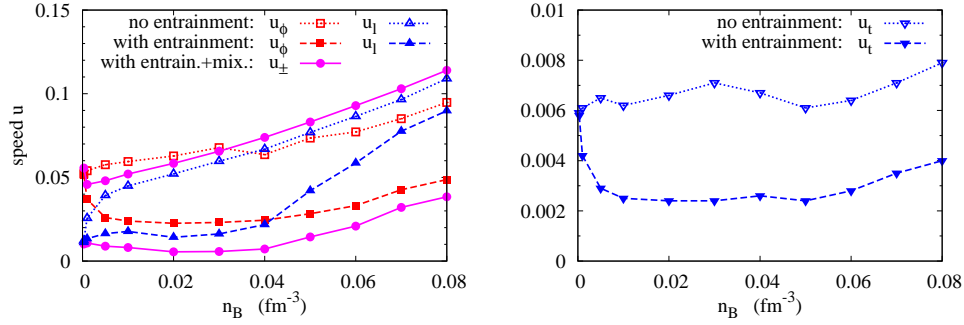 0.15
0.1
0.05
0
speed u
no entrainment: u_ϕ u_l
with entrainment: u_ϕ u_l
with entrain.+mix.: u_±
0 0.02 0.04 0.06 0.08
n_B (fm^-3)
0.01
0.008
0.006
0.004
0.002
0
no entrainment: u_t
with entrainment: u_t
0 0.02 0.04 0.06 0.08
n_B (fm^-3)